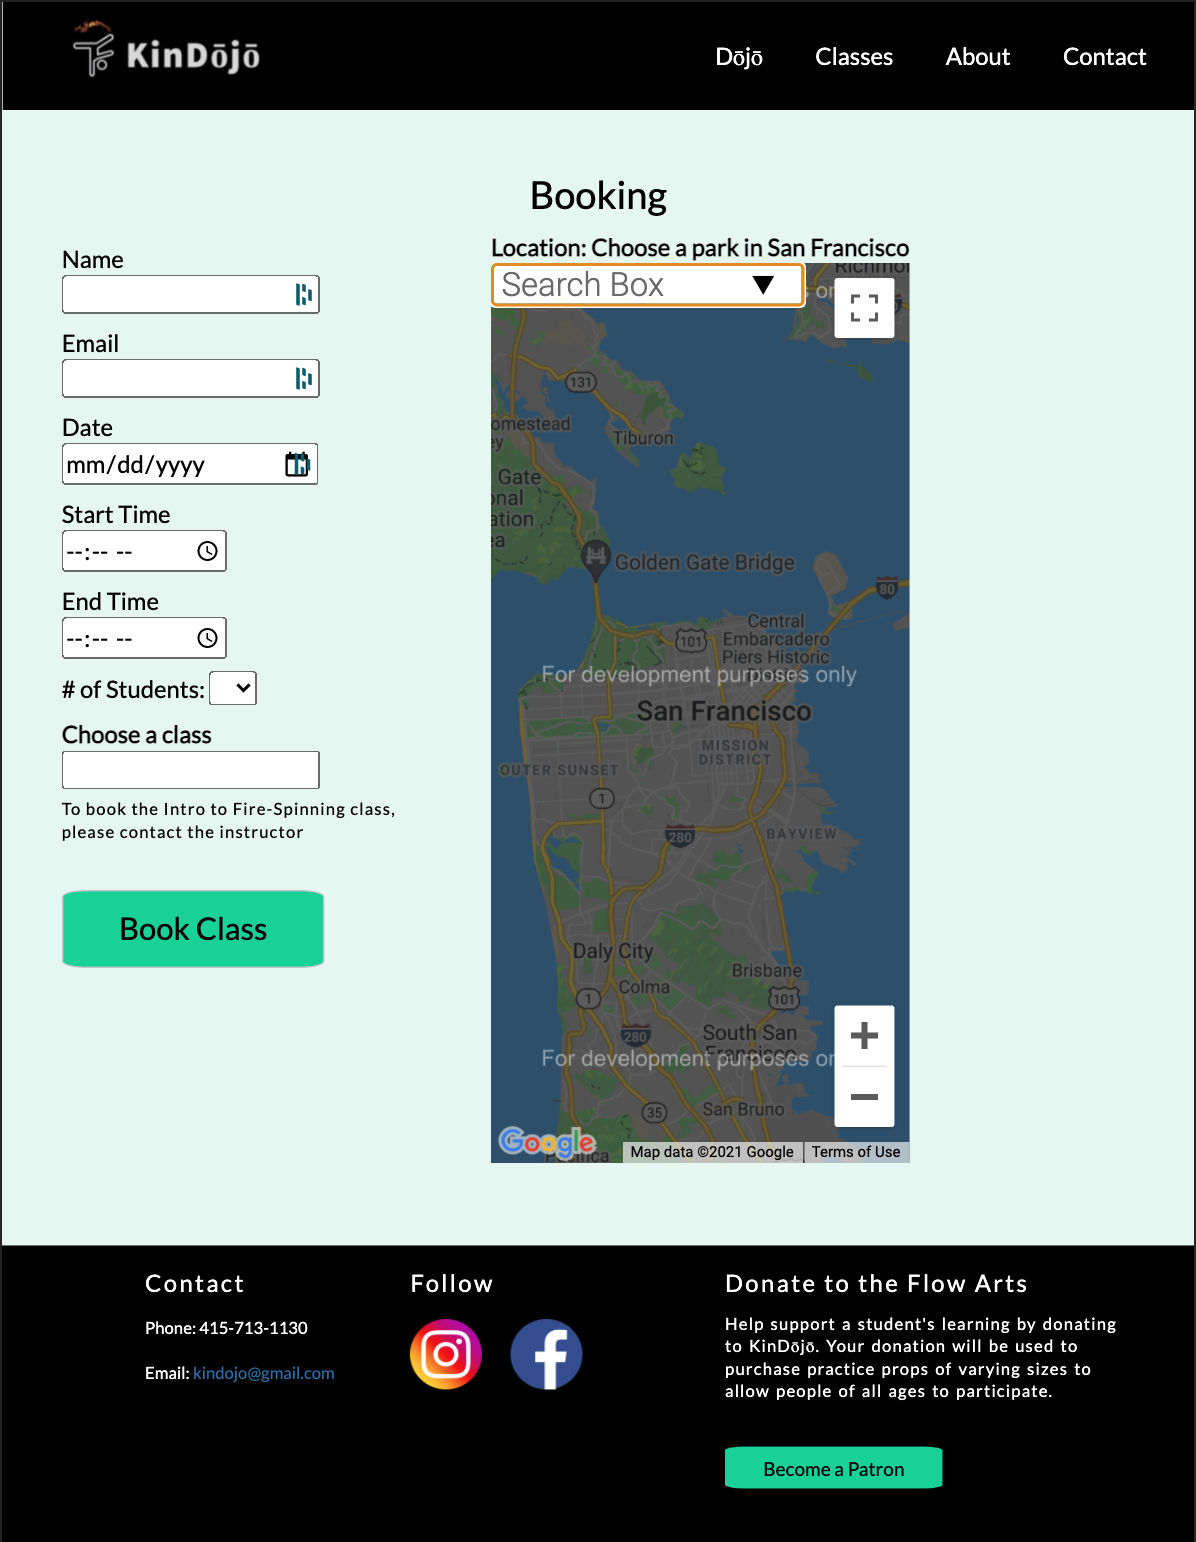 KinDōjō
Dōjō
Classes
About
Contact
Booking
Name
Email
Date
mm/dd/yyyy
Start Time
--:-- --
End Time
--:-- --
# of Students:
Choose a class
To book the Intro to Fire-Spinning class,
please contact the instructor
Book Class
Location: Choose a park in San Francisco
Search Box
131
Tiburon
Gate
Golden Gate Bridge
80
Central
Embarcadero
Piers Historic
101
For development purposes only
San Francisco
MISSION
DISTRICT
OUTER SUNSET
1
280
BAYVIEW
Daly City
Brisbane
Colma
1
101
280
South San
Francisco
For development purposes
35
San Bruno
Google
Map data ©2021 Google
Terms of Use
Contact
Phone: 415-713-1130
Email: kindojo@gmail.com
Follow
Donate to the Flow Arts
Help support a student's learning by donating
to KinDōjō. Your donation will be used to
purchase practice props of varying sizes to
allow people of all ages to participate.
Become a Patron